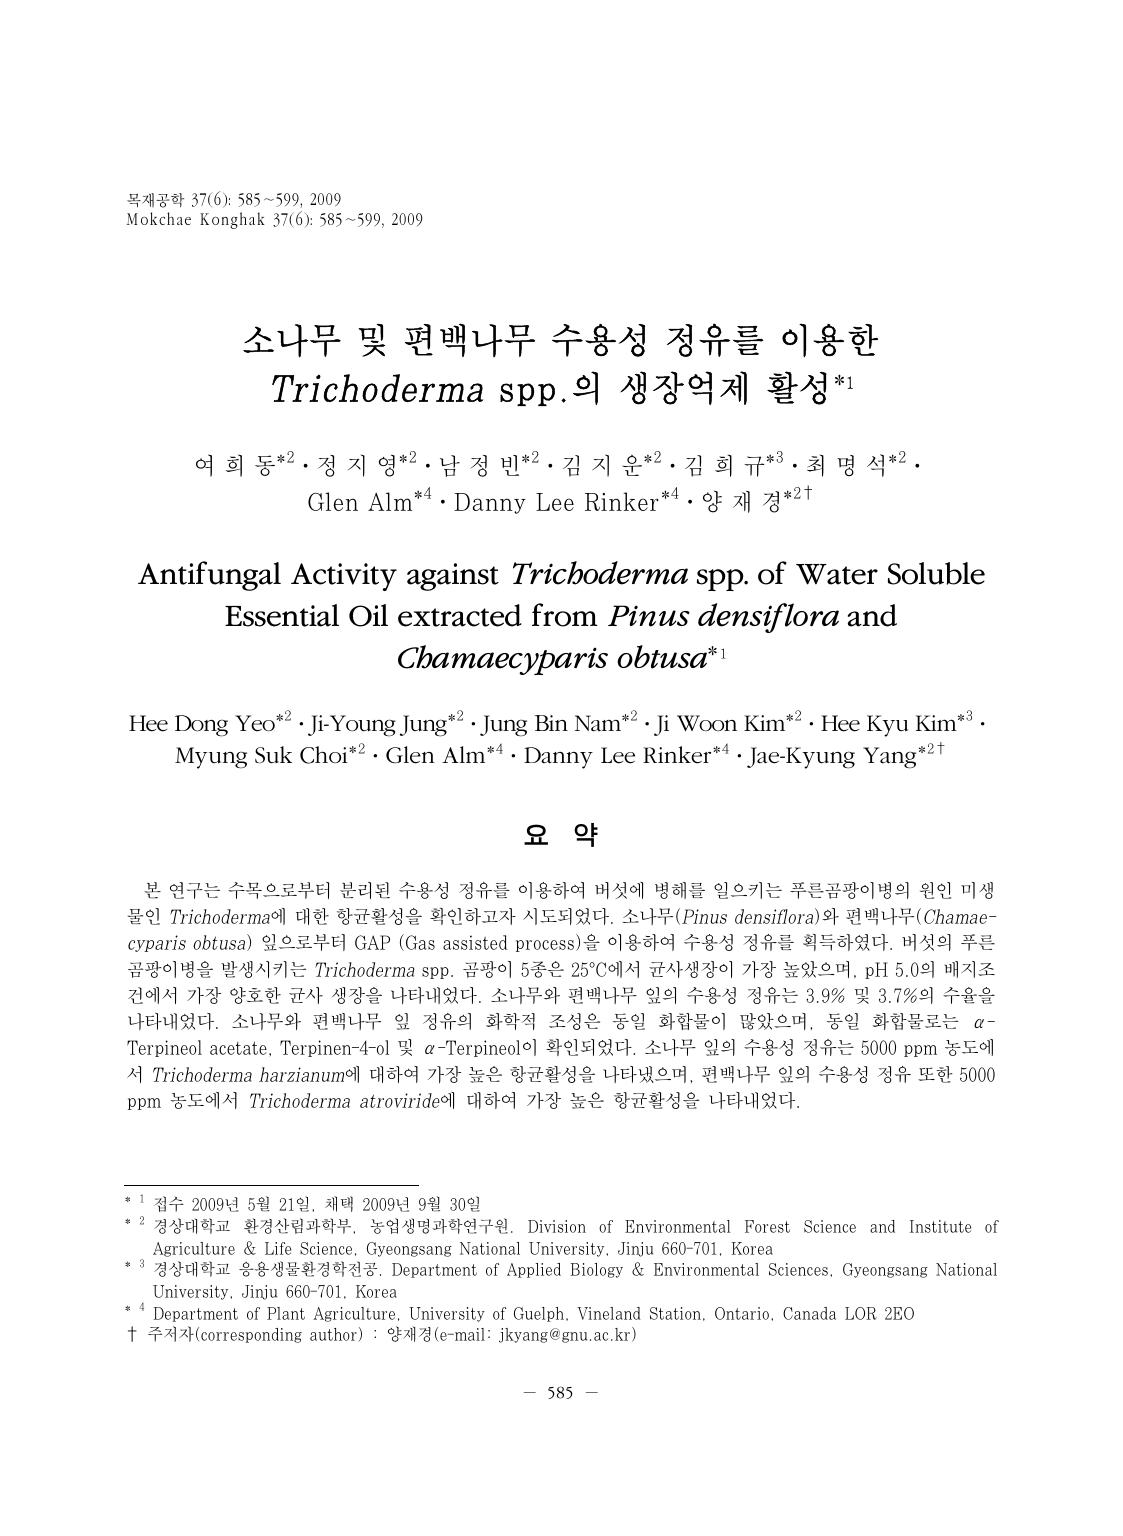 목재공학 37(6): 585~599, 2009
Mokchae Konghak 37(6): 585~599, 2009
소나무 및 편백나무 수용성 정유를 이용한
Trichoderma spp.의 생장억제 활성*1
여 희 동*2・정 지 영*2・남 정 빈*2・김 지 운*2・김 희 규*3・최 명 석*2・
Glen Alm*4・Danny Lee Rinker*4・양 재 경*2†
Antifungal Activity against Trichoderma spp. of Water Soluble
Essential Oil extracted from Pinus densiflora and
Chamaecyparis obtusa*1
Hee Dong Yeo*2・Ji-Young Jung*2・Jung Bin Nam*2・Ji Woon Kim*2・Hee Kyu Kim*3・
Myung Suk Choi*2・Glen Alm*4・Danny Lee Rinker*4・Jae-Kyung Yang*2†
요 약
본 연구는 수목으로부터 분리된 수용성 정유를 이용하여 버섯에 병해를 일으키는 푸른곰팡이병의 원인 미생
물인 Trichoderma에 대한 항균활성을 확인하고자 시도되었다. 소나무(Pinus densiflora)와 편백나무(Chamae-
cyparis obtusa) 잎으로부터 GAP (Gas assisted process)을 이용하여 수용성 정유를 획득하였다. 버섯의 푸른
곰팡이병을 발생시키는 Trichoderma spp. 곰팡이 5종은 25℃에서 균사생장이 가장 높았으며, pH 5.0의 배지조
건에서 가장 양호한 균사 생장을 나타내었다. 소나무와 편백나무 잎의 수용성 정유는 3.9% 및 3.7%의 수율을
나타내었다. 소나무와 편백나무 잎 정유의 화학적 조성은 동일 화합물이 많았으며, 동일 화합물로는 α-
Terpineol acetate, Terpinen-4-ol 및 α-Terpineol이 확인되었다. 소나무 잎의 수용성 정유는 5000 ppm 농도에
서 Trichoderma harzianum에 대하여 가장 높은 항균활성을 나타냈으며, 편백나무 잎의 수용성 정유 또한 5000
ppm 농도에서 Trichoderma atroviride에 대하여 가장 높은 항균활성을 나타내었다.
*1 접수 2009년 5월 21일, 채택 2009년 9월 30일
*2 경상대학교 환경산림과학부, 농업생명과학연구원. Division of Environmental Forest Science and Institute of
Agriculture & Life Science, Gyeongsang National University, Jinju 660-701, Korea
*3 경상대학교 응용생물환경학전공. Department of Applied Biology & Environmental Sciences, Gyeongsang National
University, Jinju 660-701, Korea
*4 Department of Plant Agriculture, University of Guelph, Vineland Station, Ontario, Canada LOR 2EO
† 주저자(corresponding author) : 양재경(e-mail: jkyang@gnu.ac.kr)
– 585 –